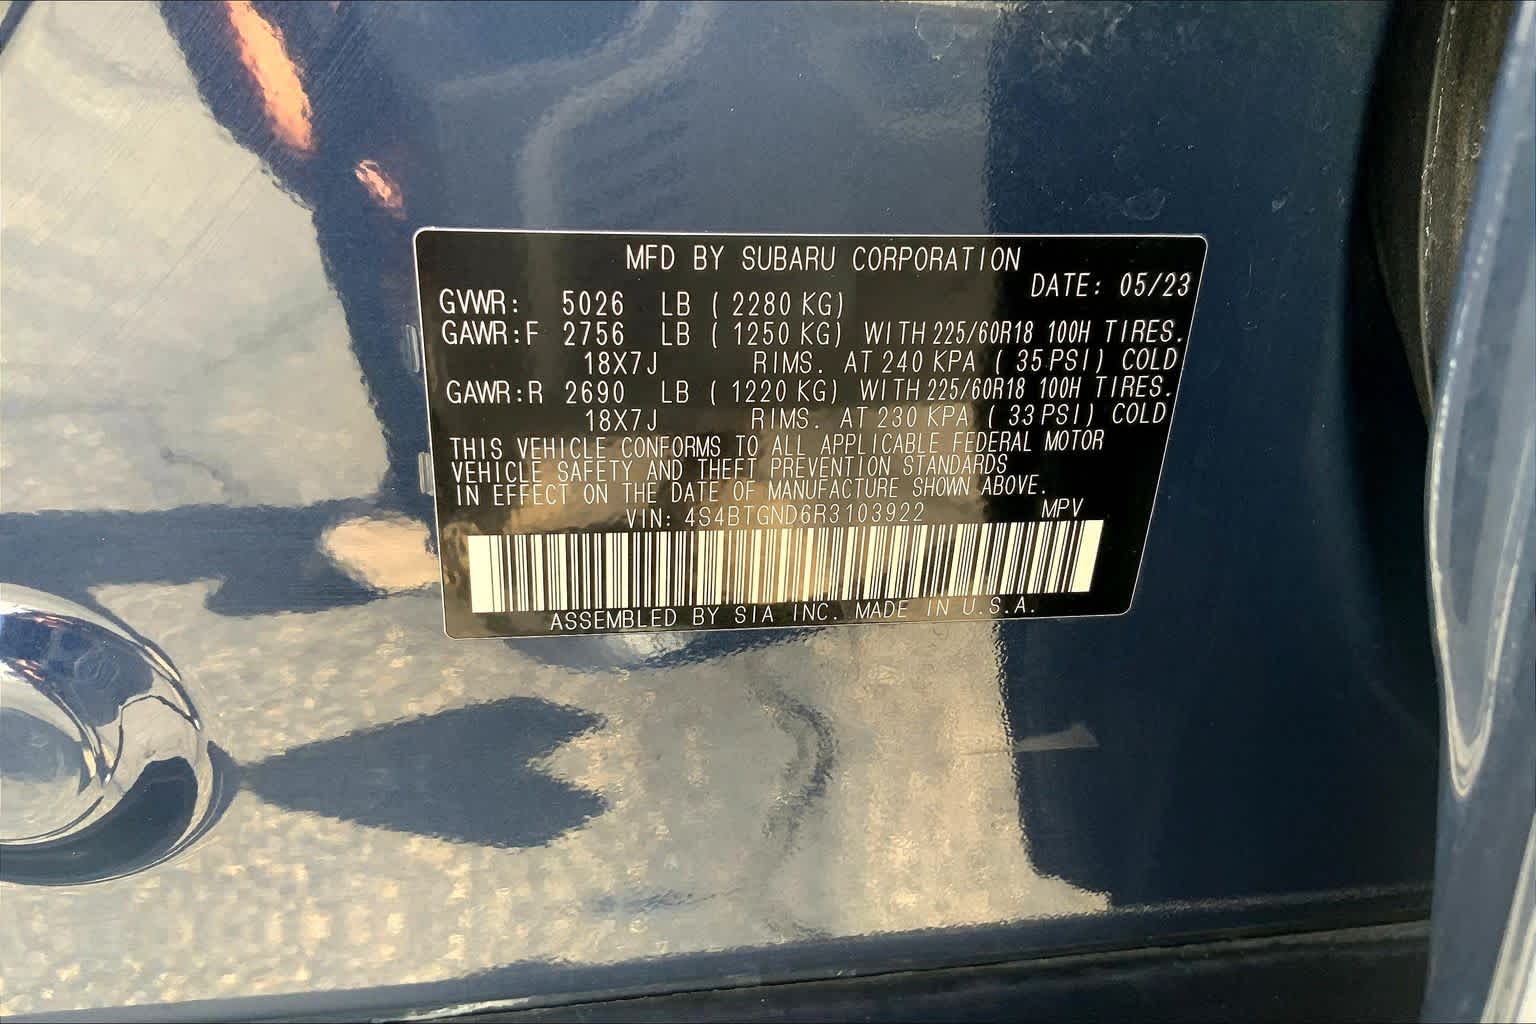 MFD BY SUBARU CORPORATION
DATE: 05/23
GVWR: 5026 LB ( 2280 KG)
GAWR:F 2756 LB ( 1250 KG) WITH 225/60R18 100H TIRES.
18X7J RIMS. AT 240 KPA ( 35 PSI) COLD
GAWR:R 2690 LB ( 1220 KG) WITH 225/60R18 100H TIRES.
18X7J RIMS. AT 230 KPA ( 33 PSI) COLD
THIS VEHICLE CONFORMS TO ALL APPLICABLE FEDERAL MOTOR
VEHICLE SAFETY AND THEFT PREVENTION STANDARDS
IN EFFECT ON THE DATE OF MANUFACTURE SHOWN ABOVE.
VIN: 4S4BTGND6R3103922 MPV
ASSEMBLED BY SIA INC. MADE IN U.S.A.